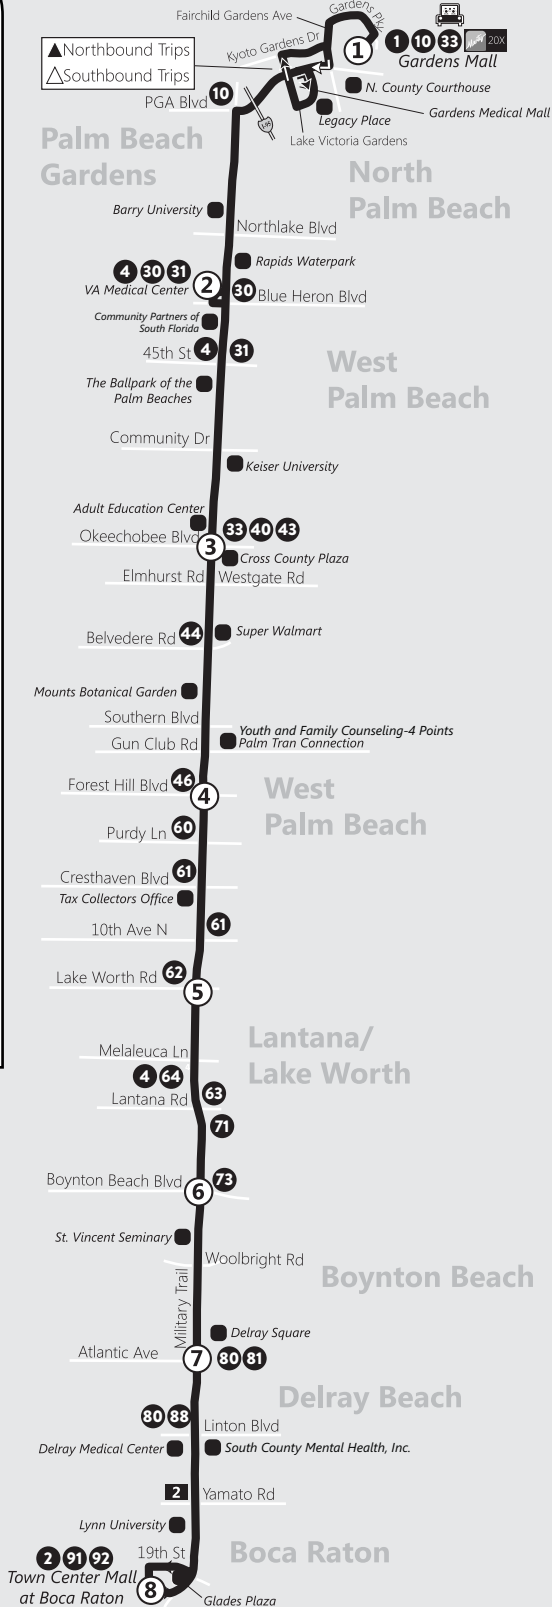 Fairchild Gardens Ave
Gardens Pkwy
▲Northbound Trips
△Southbound Trips
Kyoto Gardens Dr
1
1 10 33 20X
Gardens Mall
N. County Courthouse
PGA Blvd 10
I-95
Legacy Place
Gardens Medical Mall
Lake Victoria Gardens
Palm Beach
Gardens
North
Palm Beach
Barry University
Northlake Blvd
Rapids Waterpark
4 30 31
VA Medical Center
2
30 Blue Heron Blvd
Community Partners of
South Florida
45th St 4 31
West
Palm Beach
The Ballpark of the
Palm Beaches
Community Dr
Keiser University
Adult Education Center
Okeechobee Blvd
3
33 40 43
Cross County Plaza
Elmhurst Rd Westgate Rd
Belvedere Rd 44 Super Walmart
Mounts Botanical Garden
Southern Blvd
Gun Club Rd
Youth and Family Counseling-4 Points
Palm Tran Connection
Forest Hill Blvd 46
4
West
Palm Beach
Purdy Ln 60
Cresthaven Blvd 61
Tax Collectors Office
10th Ave N 61
Lake Worth Rd 62
5
Lantana/
Lake Worth
Melaleuca Ln
4 64
Lantana Rd 63
71
Boynton Beach Blvd
6
73
St. Vincent Seminary
Woolbright Rd
Boynton Beach
Military Trail
Delray Square
Atlantic Ave
7
80 81
Delray Beach
80 88 Linton Blvd
Delray Medical Center South County Mental Health, Inc.
2 Yamato Rd
Lynn University
19th St
Boca Raton
2 91 92
Town Center Mall
at Boca Raton
8
Glades Plaza